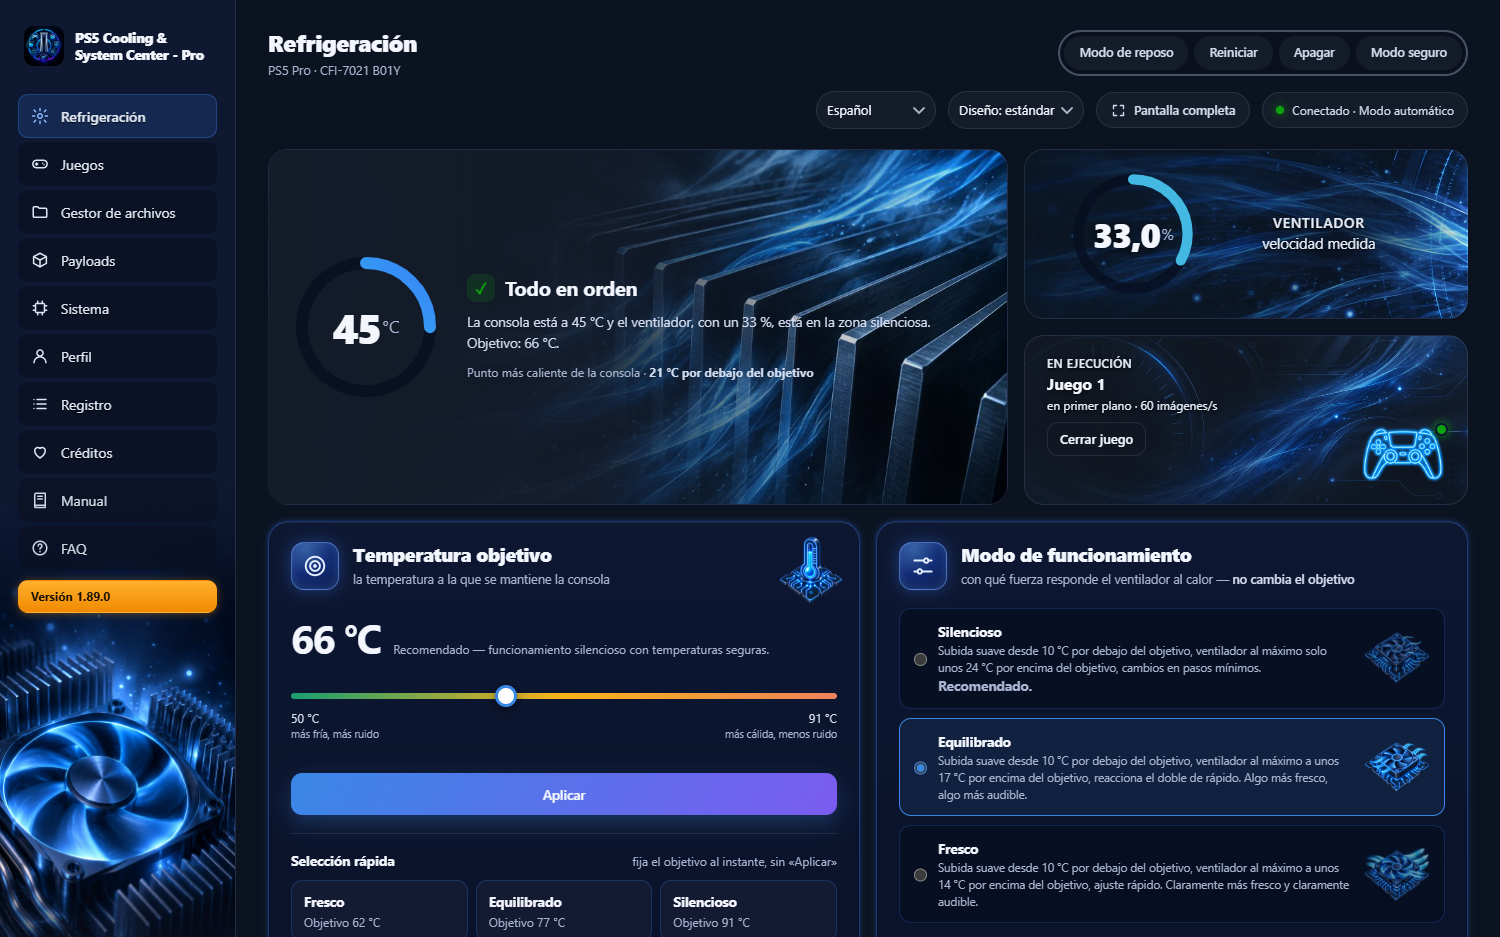 PS5 Cooling &
System Center - Pro
Refrigeración
Juegos
Gestor de archivos
Payloads
Sistema
Perfil
Registro
Créditos
Manual
FAQ
Versión 1.89.0
Refrigeración
PS5 Pro · CFI-7021 B01Y
Modo de reposo
Reiniciar
Apagar
Modo seguro
Español
Diseño: estándar
Pantalla completa
Conectado · Modo automático
45 °C
Todo en orden
La consola está a 45 °C y el ventilador, con un 33 %, está en la zona silenciosa.
Objetivo: 66 °C.
Punto más caliente de la consola · 21 °C por debajo del objetivo
33,0 %
VENTILADOR
velocidad medida
EN EJECUCIÓN
Juego 1
en primer plano · 60 imágenes/s
Cerrar juego
Temperatura objetivo
la temperatura a la que se mantiene la consola
66 °C Recomendado — funcionamiento silencioso con temperaturas seguras.
50 °C
más fría, más ruido
91 °C
más cálida, menos ruido
Aplicar
Selección rápida
fija el objetivo al instante, sin «Aplicar»
Fresco
Objetivo 62 °C
Equilibrado
Objetivo 77 °C
Silencioso
Objetivo 91 °C
Modo de funcionamiento
con qué fuerza responde el ventilador al calor — no cambia el objetivo
Silencioso
Subida suave desde 10 °C por debajo del objetivo, ventilador al máximo solo
unos 24 °C por encima del objetivo, cambios en pasos mínimos.
Recomendado.
Equilibrado
Subida suave desde 10 °C por debajo del objetivo, ventilador al máximo a unos
17 °C por encima del objetivo, reacciona el doble de rápido. Algo más fresco,
algo más audible.
Fresco
Subida suave desde 10 °C por debajo del objetivo, ventilador al máximo a unos
14 °C por encima del objetivo, ajuste rápido. Claramente más fresco y claramente
audible.